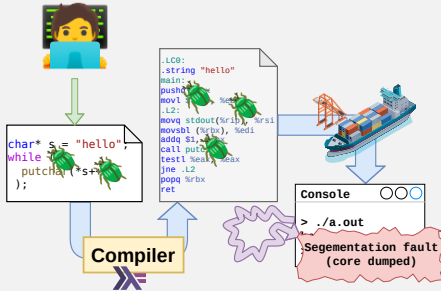 .LC0:
.string "hello"
main:
pushq
movl %e
.L2:
movq stdout(%rip), %rsi
movsbl (%rbx), %edi
addq $1,
call putc
testl %eax, %eax
jne .L2
popq %rbx
ret
char* s = "hello";
while (
putchar(*s+
);
Compiler
Console
> ./a.out
Segementation fault
(core dumped)